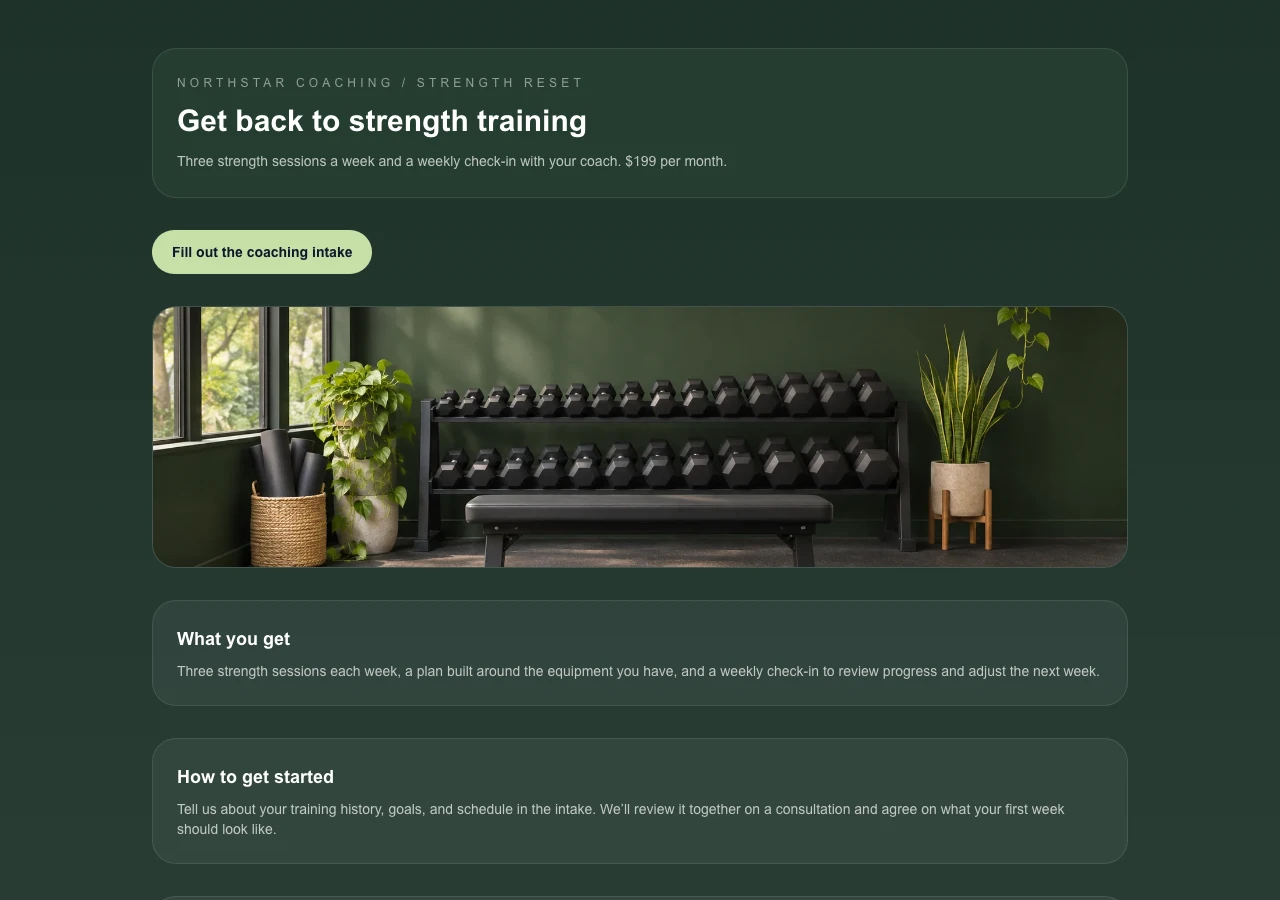 NORTHSTAR COACHING / STRENGTH RESET
Get back to strength training
Three strength sessions a week and a weekly check-in with your coach. $199 per month.
Fill out the coaching intake
What you get
Three strength sessions each week, a plan built around the equipment you have, and a weekly check-in to review progress and adjust the next week.
How to get started
Tell us about your training history, goals, and schedule in the intake. We’ll review it together on a consultation and agree on what your first week
should look like.